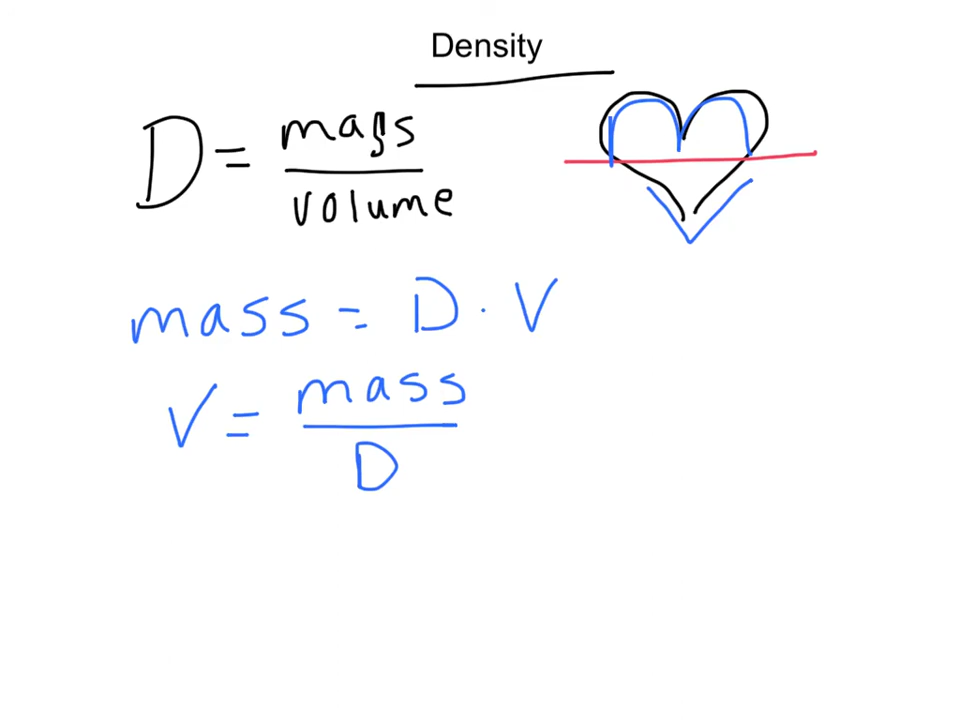 Density
D = mass
volume
mass = D · V
V = mass
D